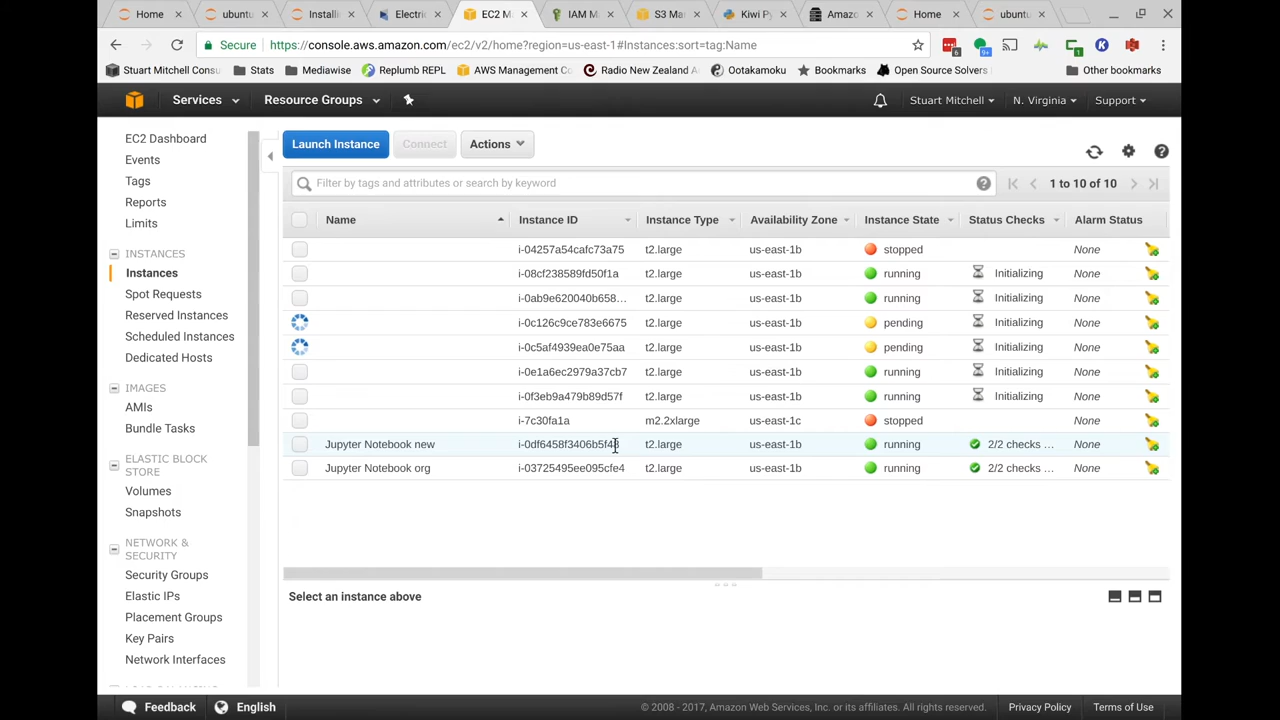 Home
ubuntu
Installi
Electric
EC2 M
IAM M
S3 Ma
Kiwi Py
Amazo
Home
ubuntu
Secure https://console.aws.amazon.com/ec2/v2/home?region=us-east-1#Instances:sort=tag:Name
Stuart Mitchell Consu
Stats
Mediawise
Replumb REPL
AWS Management Co
Radio New Zealand A
Ootakamoku
Bookmarks
Open Source Solvers
Other bookmarks
Services
Resource Groups
Stuart Mitchell
N. Virginia
Support
EC2 Dashboard
Events
Tags
Reports
Limits
INSTANCES
Instances
Spot Requests
Reserved Instances
Scheduled Instances
Dedicated Hosts
IMAGES
AMIs
Bundle Tasks
ELASTIC BLOCK
STORE
Volumes
Snapshots
NETWORK &
SECURITY
Security Groups
Elastic IPs
Placement Groups
Key Pairs
Network Interfaces
Launch Instance
Connect
Actions
Filter by tags and attributes or search by keyword
1 to 10 of 10
Name Instance ID Instance Type Availability Zone Instance State Status Checks Alarm Status
i-04257a54cafc73a75 t2.large us-east-1b stopped None
i-08cf238589fd50f1a t2.large us-east-1b running Initializing None
i-0ab9e620040b658... t2.large us-east-1b running Initializing None
i-0c126c9ce783e6675 t2.large us-east-1b pending Initializing None
i-0c5af4939ea0e75aa t2.large us-east-1b pending Initializing None
i-0e1a6ec2979a37cb7 t2.large us-east-1b running Initializing None
i-0f3eb9a479b89d57f t2.large us-east-1b running Initializing None
i-7c30fa1a m2.2xlarge us-east-1c stopped None
Jupyter Notebook new t2.large us-east-1b running 2/2 checks ... None
Jupyter Notebook org i-03725495ee095cfe4 t2.large us-east-1b running 2/2 checks ... None
Select an instance above
Feedback
English
© 2008 - 2017, Amazon Web Services, Inc. or its affiliates. All rights reserved.
Privacy Policy
Terms of Use